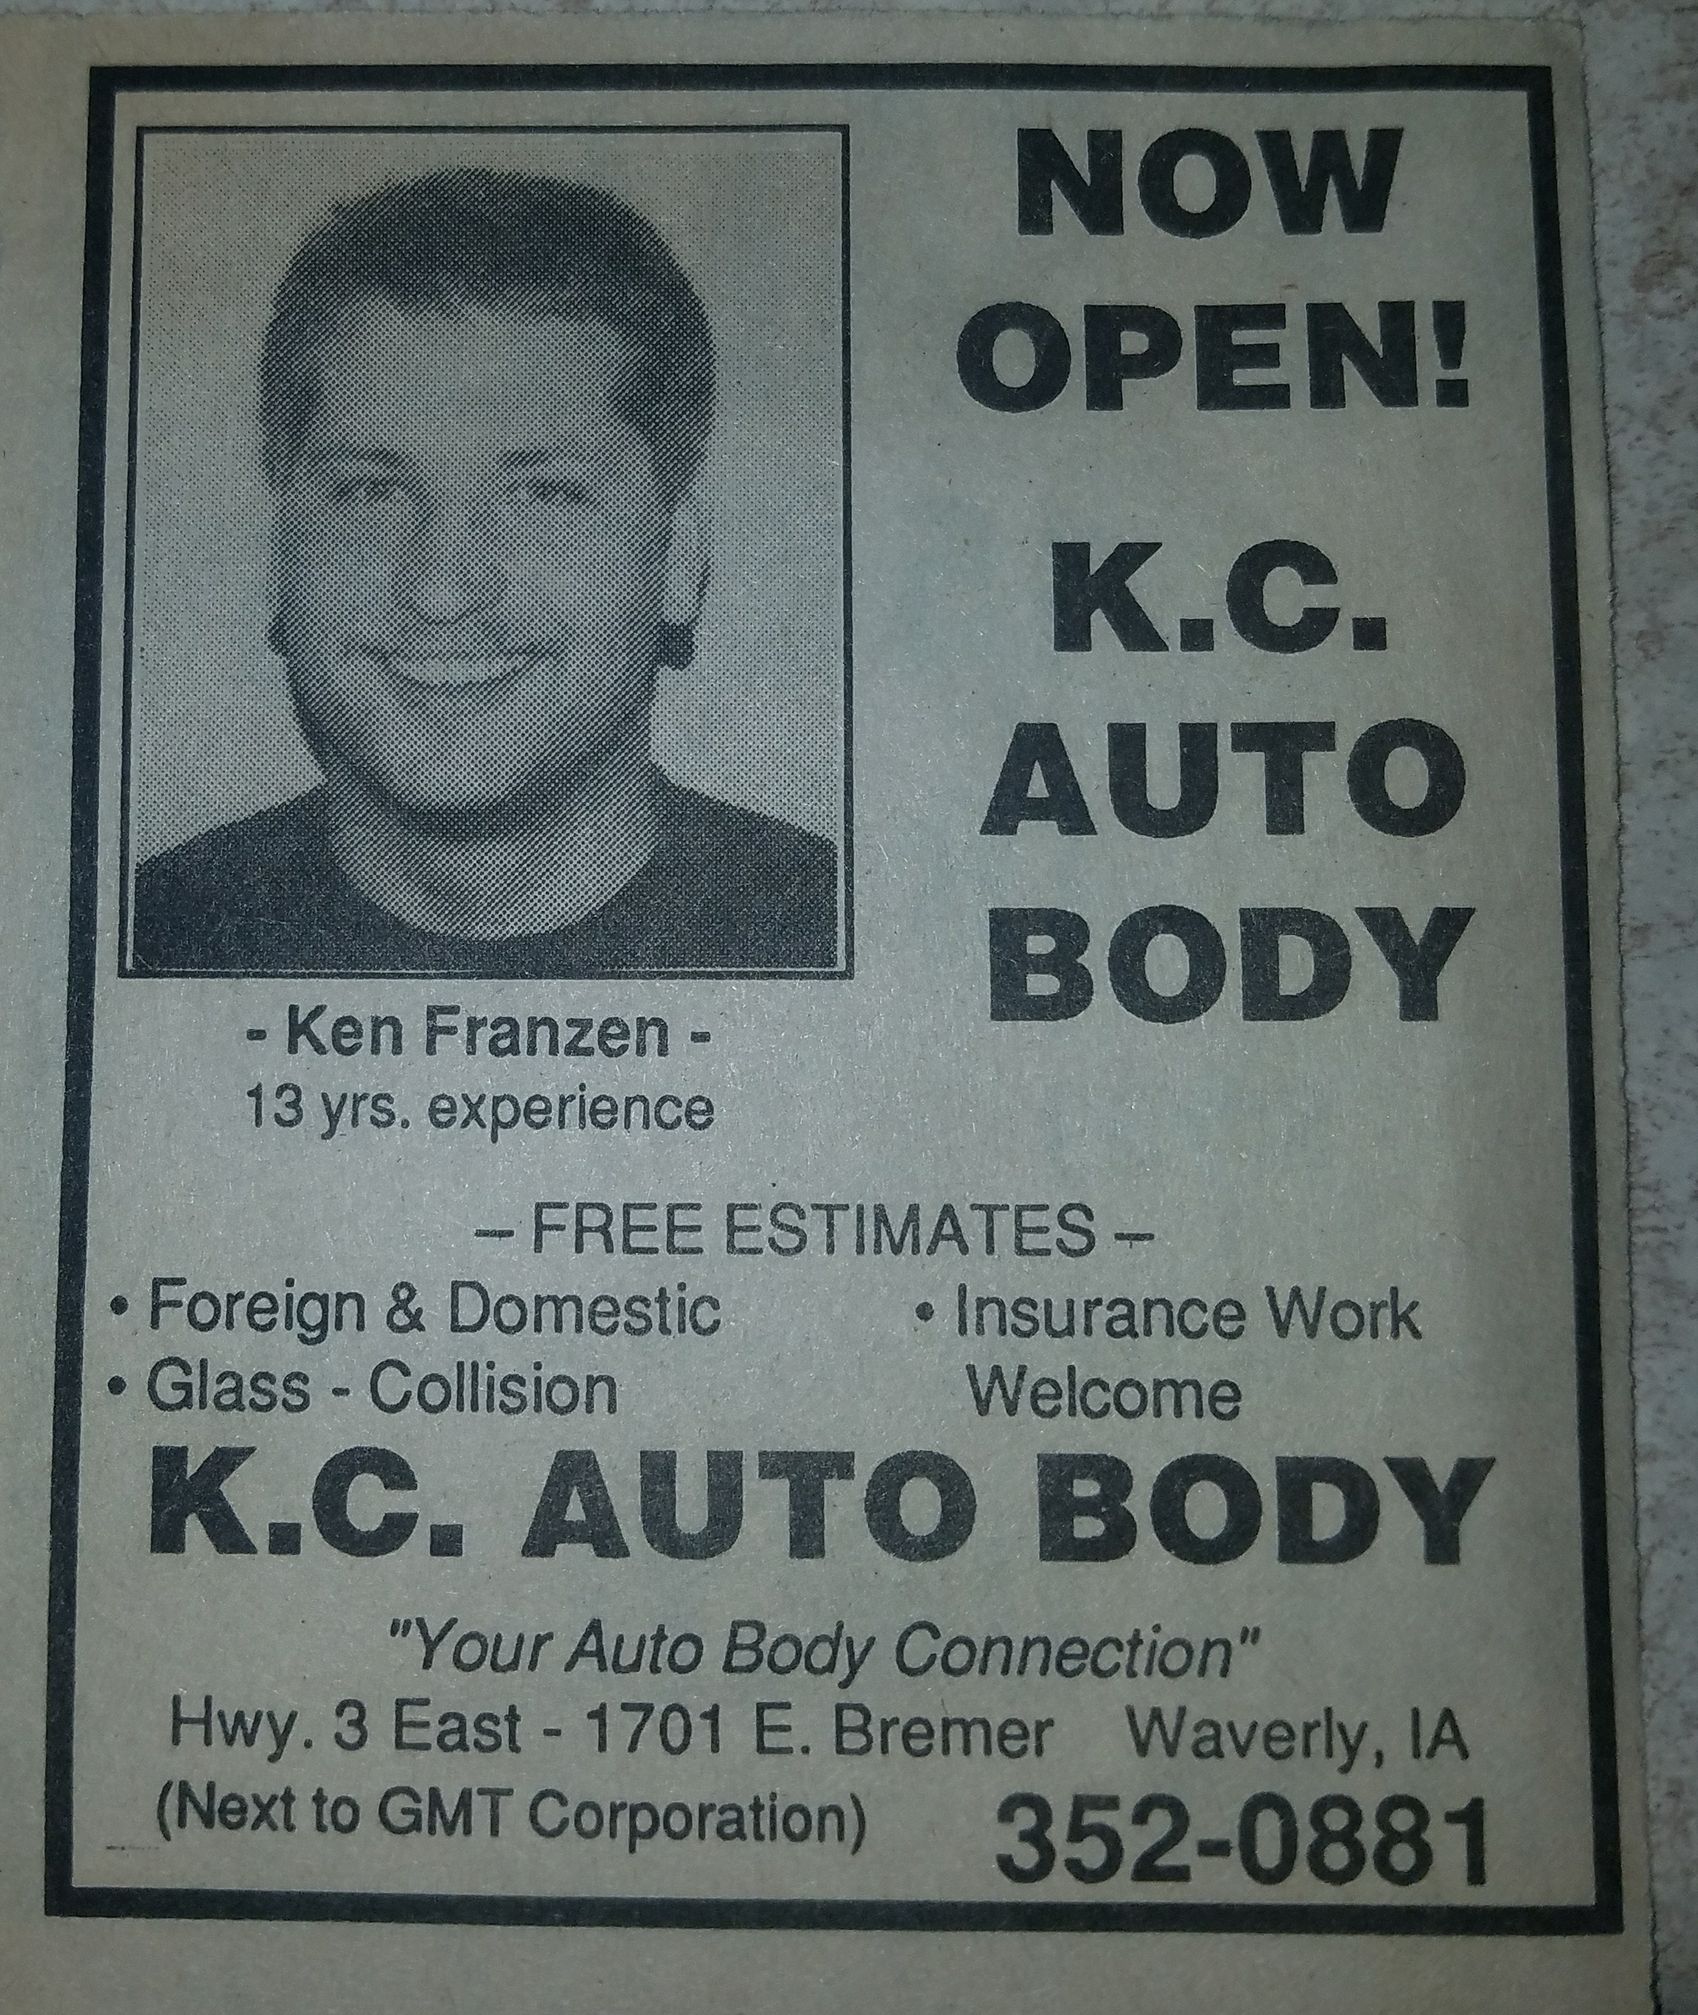 NOW
OPEN!
K.C.
AUTO
BODY
- Ken Franzen -
13 yrs. experience
– FREE ESTIMATES –
• Foreign & Domestic
• Glass - Collision
• Insurance Work
Welcome
K.C. AUTO BODY
"Your Auto Body Connection"
Hwy. 3 East - 1701 E. Bremer Waverly, IA
(Next to GMT Corporation) 352-0881